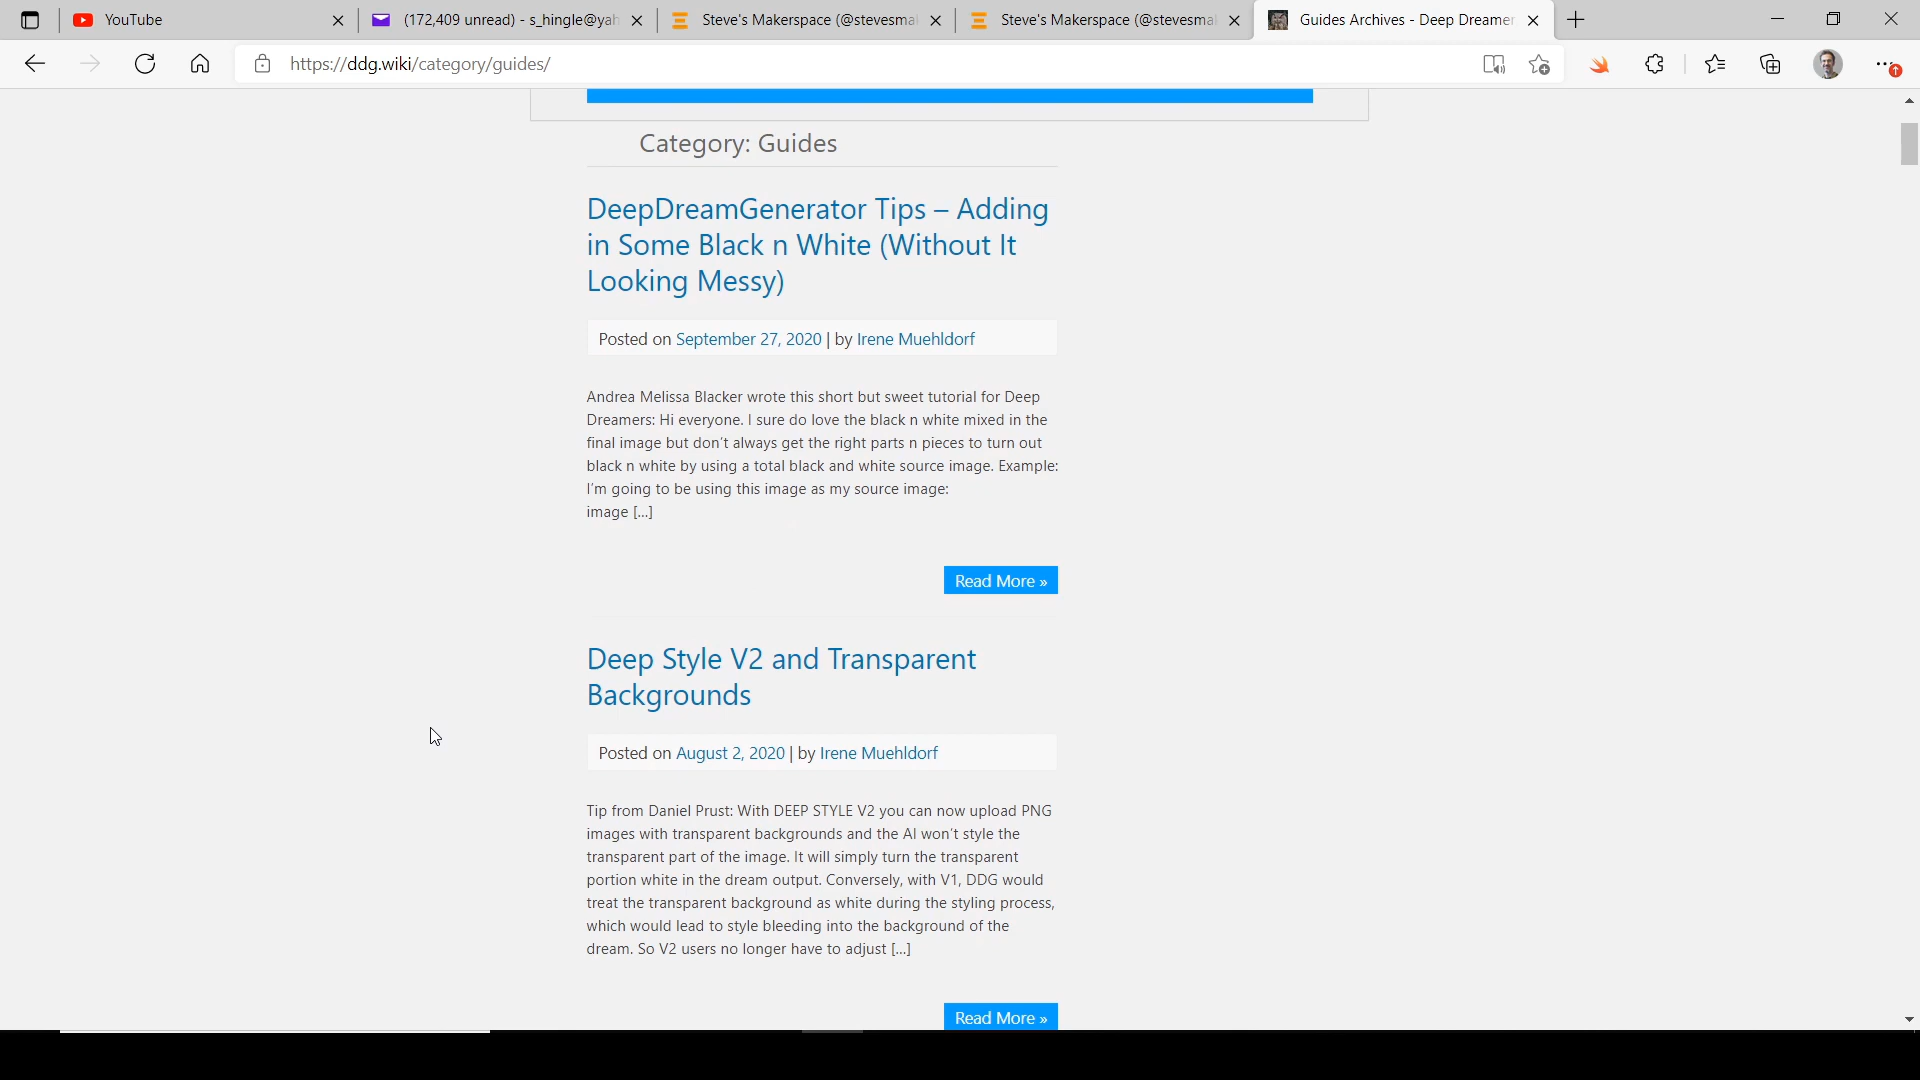 YouTube
(172,409 unread) - s_hingle@yah
Steve's Makerspace (@stevesma
Steve's Makerspace (@stevesma
Guides Archives - Deep Dreamer
https://ddg.wiki/category/guides/
Category: Guides
DeepDreamGenerator Tips – Adding
in Some Black n White (Without It
Looking Messy)
Posted on September 27, 2020 | by Irene Muehldorf
Andrea Melissa Blacker wrote this short but sweet tutorial for Deep
Dreamers: Hi everyone. I sure do love the black n white mixed in the
final image but don't always get the right parts n pieces to turn out
black n white by using a total black and white source image. Example:
I'm going to be using this image as my source image:
image [...]
Read More »
Deep Style V2 and Transparent
Backgrounds
Posted on August 2, 2020 | by Irene Muehldorf
Tip from Daniel Prust: With DEEP STYLE V2 you can now upload PNG
images with transparent backgrounds and the AI won't style the
transparent part of the image. It will simply turn the transparent
portion white in the dream output. Conversely, with V1, DDG would
treat the transparent background as white during the styling process,
which would lead to style bleeding into the background of the
dream. So V2 users no longer have to adjust [...]
Read More »